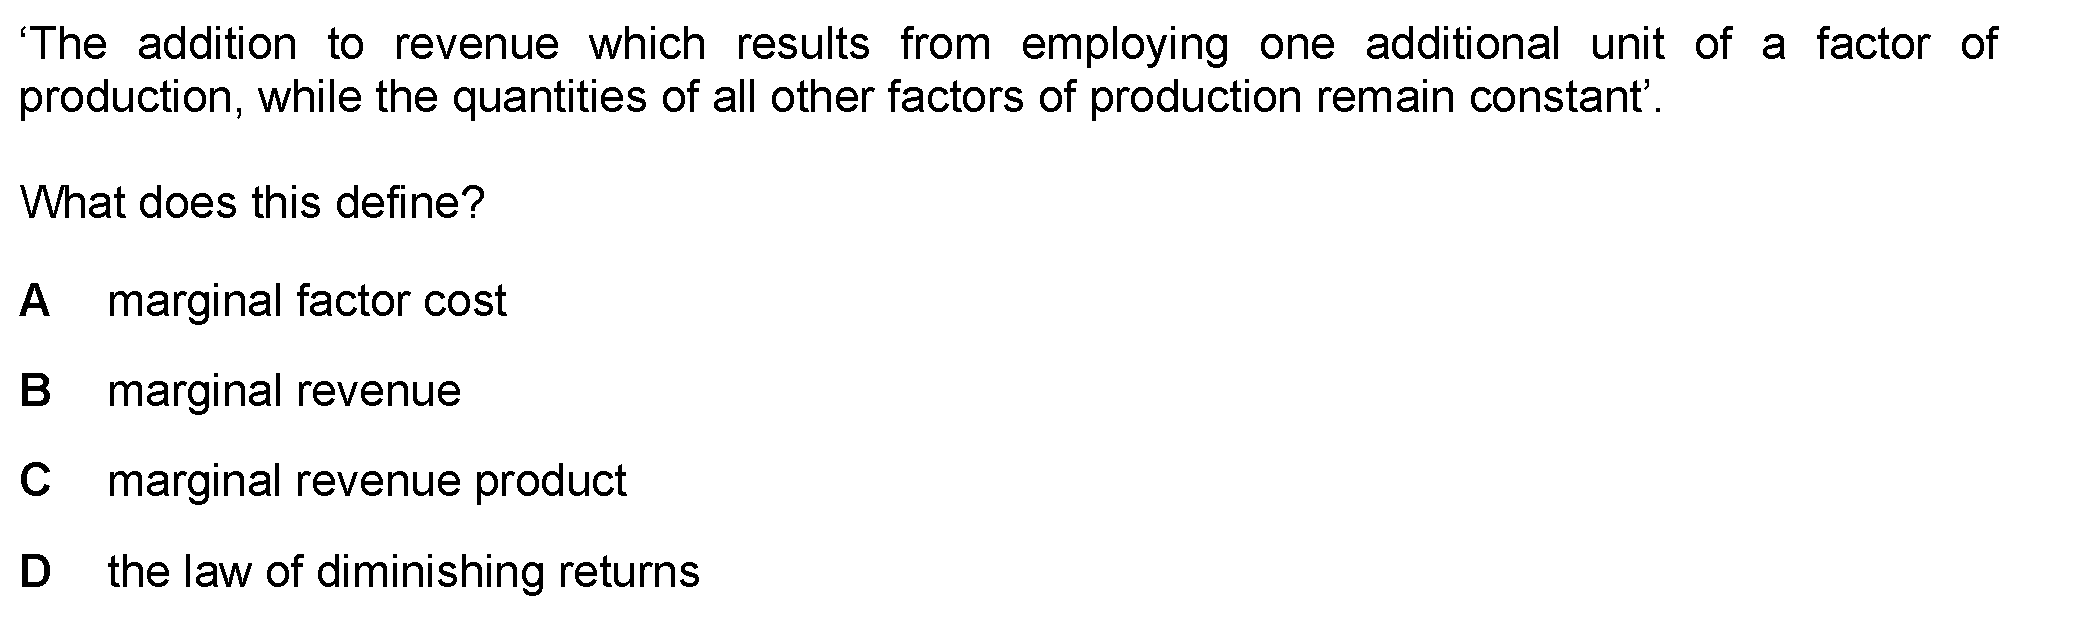 ‘The addition to revenue which results from employing one additional unit of a factor of
production, while the quantities of all other factors of production remain constant’.
What does this define?
A marginal factor cost
B marginal revenue
C marginal revenue product
D the law of diminishing returns